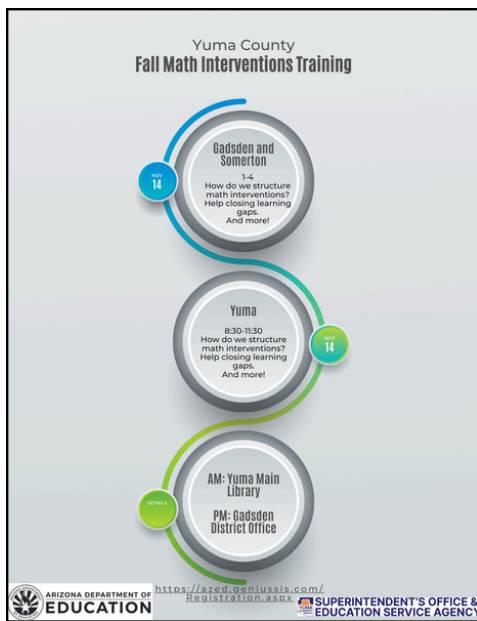 Yuma County
Fall Math Interventions Training
Gadsden and
Somerton
NOV
14
1-4
How do we structure
math interventions?
Help closing learning
gaps.
And more!
Yuma
8:30-11:30
How do we structure
math interventions?
Help closing learning
gaps.
And more!
NOV
14
AM: Yuma Main
Library
DETAILS
PM: Gadsden
District Office
https://azed.geniussis.com/
Registration.aspx
ARIZONA DEPARTMENT OF
EDUCATION
SUPERINTENDENT'S OFFICE &
EDUCATION SERVICE AGENCY